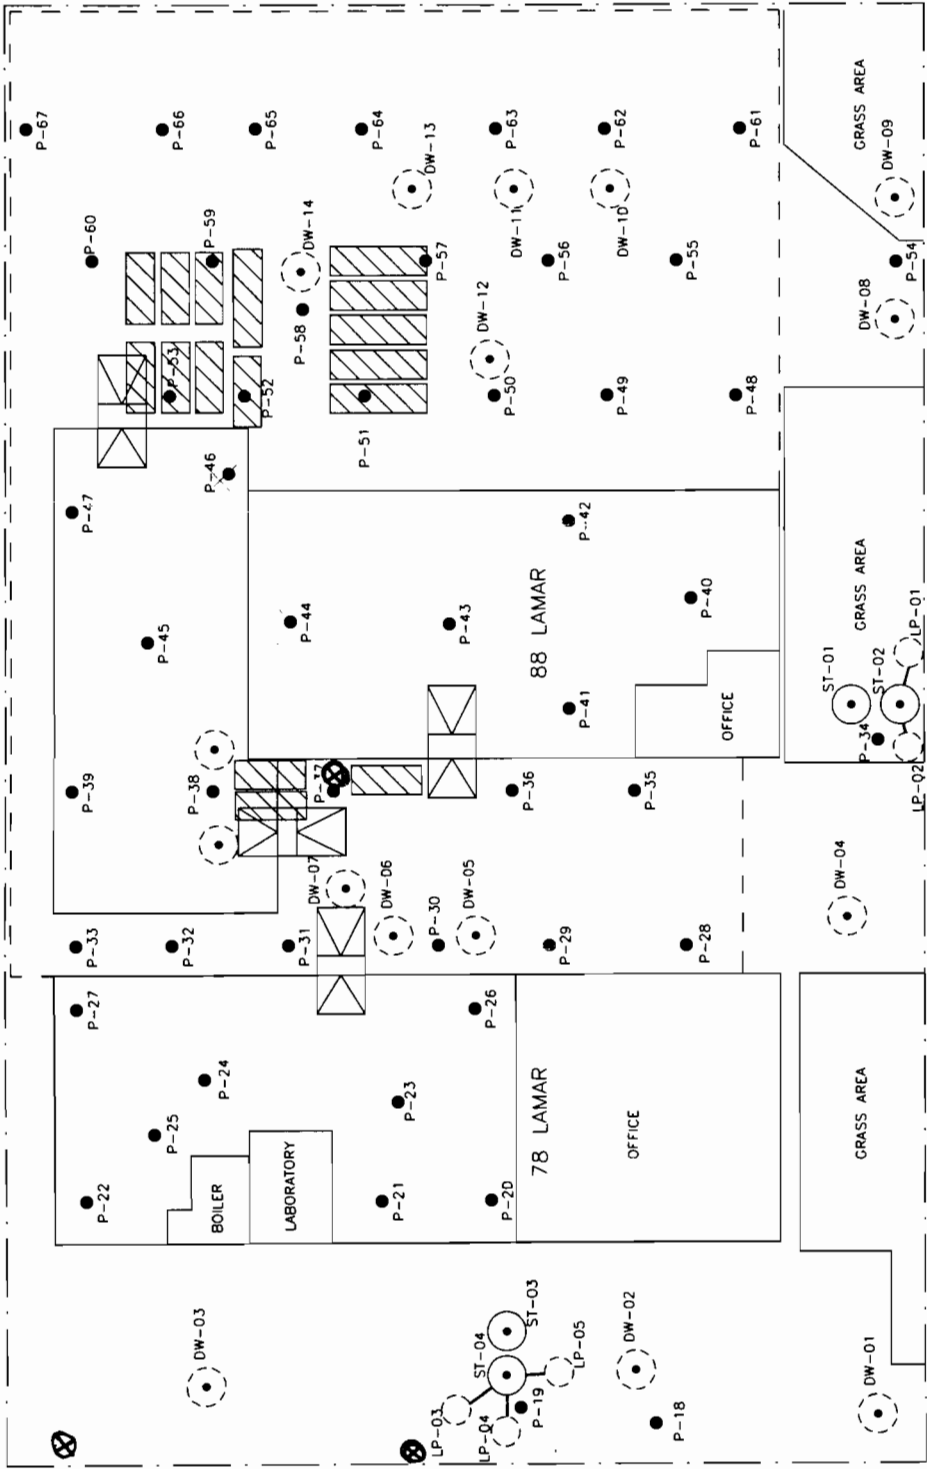 P-67
P-66
P-65
P-64
P-63
P-62
P-61
GRASS AREA
DW-13
DW-11
DW-10
DW-09
P-60
P-59
DW-14
P-57
P-56
P-55
P-54
P-58
DW-12
DW-08
P-53
P-52
P-51
P-50
P-49
P-48
P-46
P-47
P-42
P-44
P-43
88 LAMAR
P-40
GRASS AREA
P-45
P-41
OFFICE
ST-01
ST-02
LP-01
P-34
LP-02
P-39
P-38
P-37
P-36
P-35
DW-07
DW-06
DW-05
DW-04
P-33
P-32
P-31
P-30
P-29
P-28
P-27
P-26
P-24
P-23
P-25
78 LAMAR
OFFICE
GRASS AREA
P-22
BOILER
LABORATORY
P-21
P-20
DW-03
ST-03
ST-04
LP-05
DW-02
DW-01
LP-03
LP-04
P-19
P-18